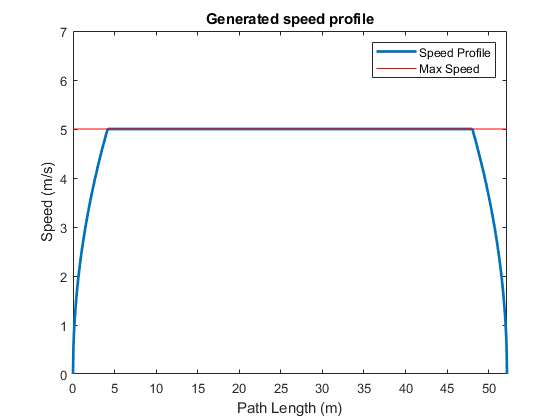 Generated speed profile
Speed Profile
Max Speed
7
6
5
4
3
2
1
0
Speed (m/s)
0 5 10 15 20 25 30 35 40 45 50
Path Length (m)